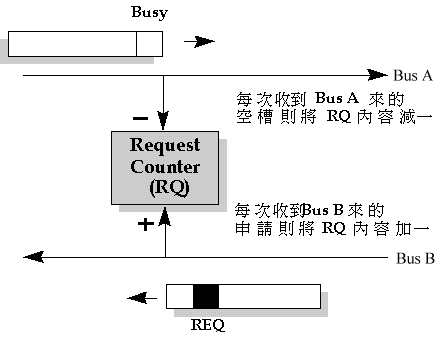 Busy
Bus A
每次收到 Bus A 來的
空槽則將 RQ 內容減一
−
Request
Counter
(RQ)
+
每次收到Bus B來的
申請則將 RQ 內容加一
Bus B
REQ